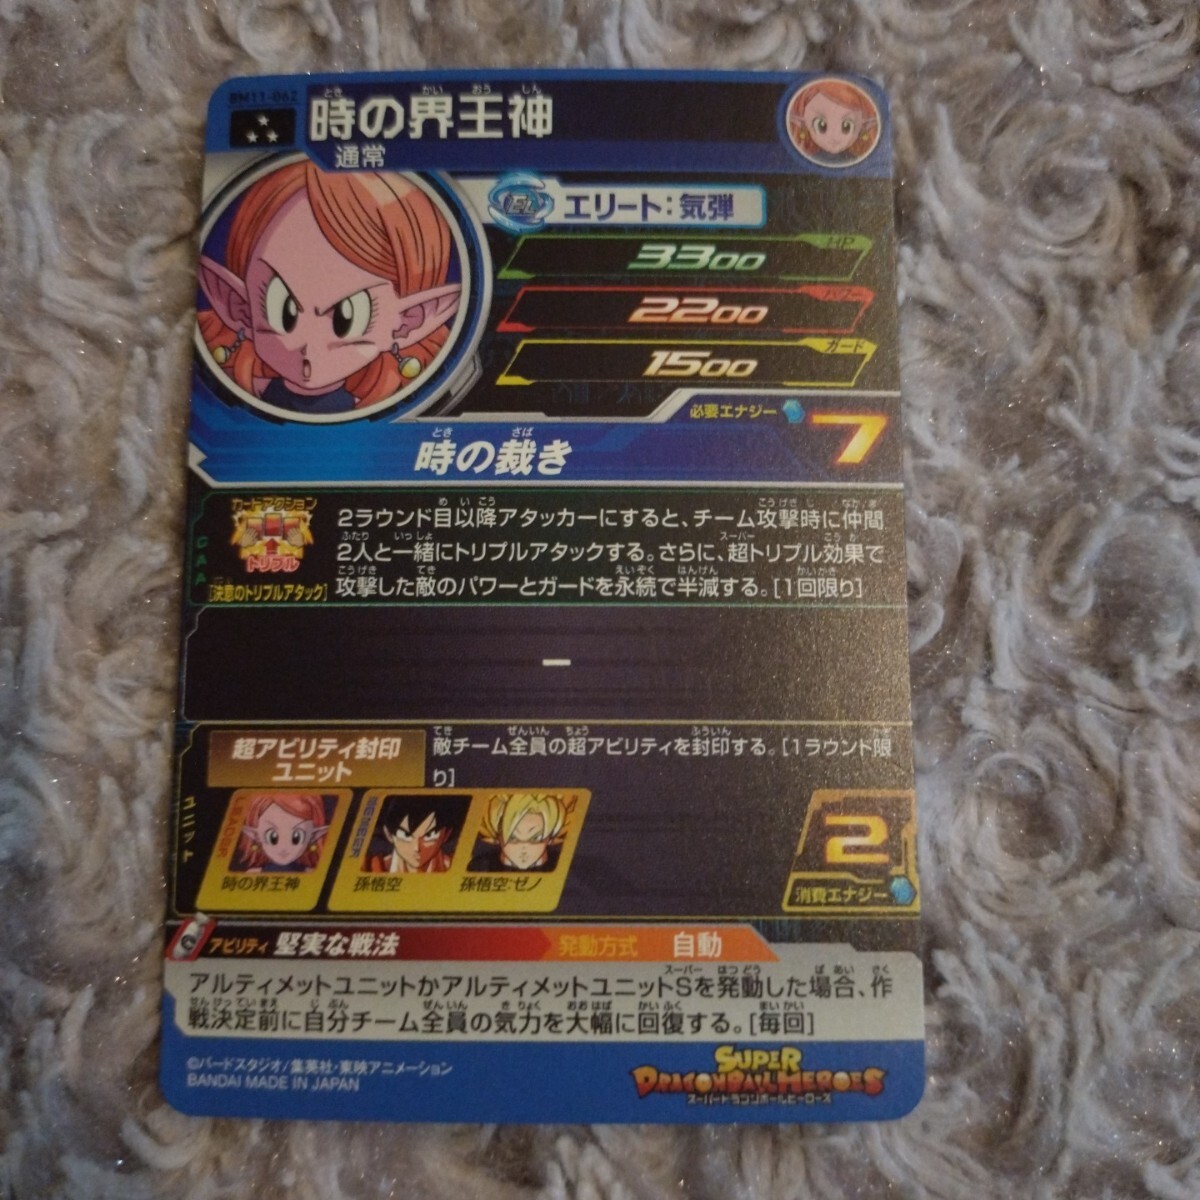 BM11-062
時の界王神
とき かい おう しん
通常
EL エリート:気弾
HP
3300
パワー
2200
ガード
1500
必要エナジー 7
とき さば
時の裁き
CAA
カードアクション
トリプル
[決意のトリプルアタック]
2ラウンド目以降アタッカーにすると、チーム攻撃時に仲間
2人と一緒にトリプルアタックする。さらに、超トリプル効果で
攻撃した敵のパワーとガードを永続で半減する。[1回限り]
ー
ユニット
超アビリティ封印
ユニット
敵チーム全員の超アビリティを封印する。[1ラウンド限
り]
時の界王神 孫悟空 孫悟空:ゼノ
2
消費エナジー
アビリティ 堅実な戦法 発動方式 自動
アルティメットユニットかアルティメットユニットSを発動した場合、作
戦決定前に自分チーム全員の気力を大幅に回復する。[毎回]
©バードスタジオ/集英社・東映アニメーション
BANDAI MADE IN JAPAN
SUPER
DRAGONBALL HEROES
スーパードラゴンボールヒーローズ